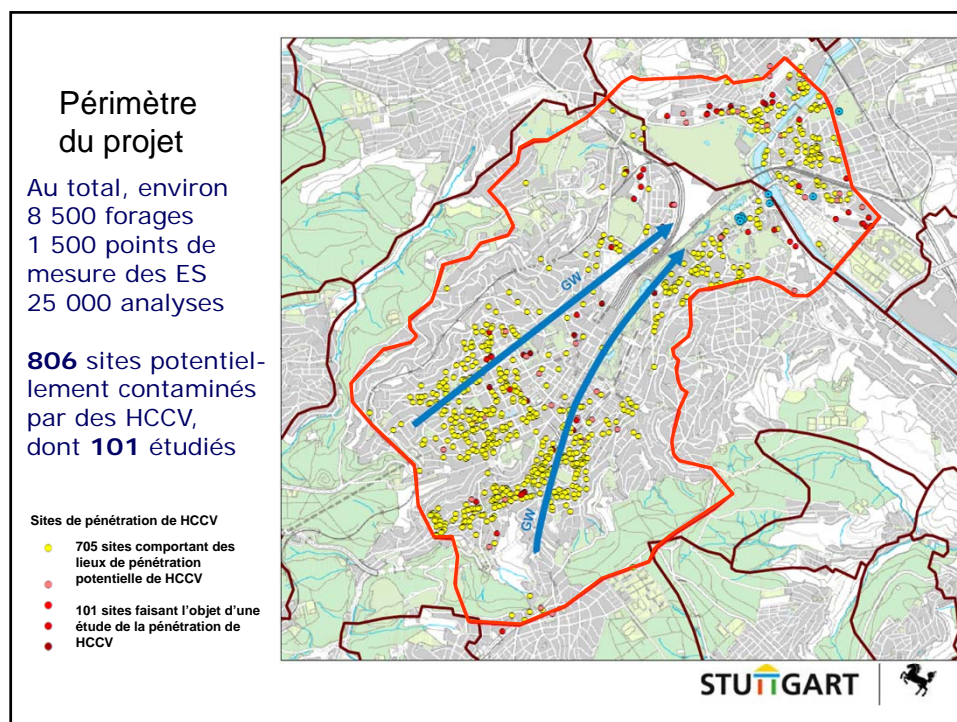 Périmètre
du projet
Au total, environ
8 500 forages
1 500 points de
mesure des ES
25 000 analyses
806 sites potentiel-
lement contaminés
par des HCCV,
dont 101 étudiés
Sites de pénétration de HCCV
705 sites comportant des
lieux de pénétration
potentielle de HCCV
101 sites faisant l’objet d’une
étude de la pénétration de
HCCV
GW
GW
STUTTGART